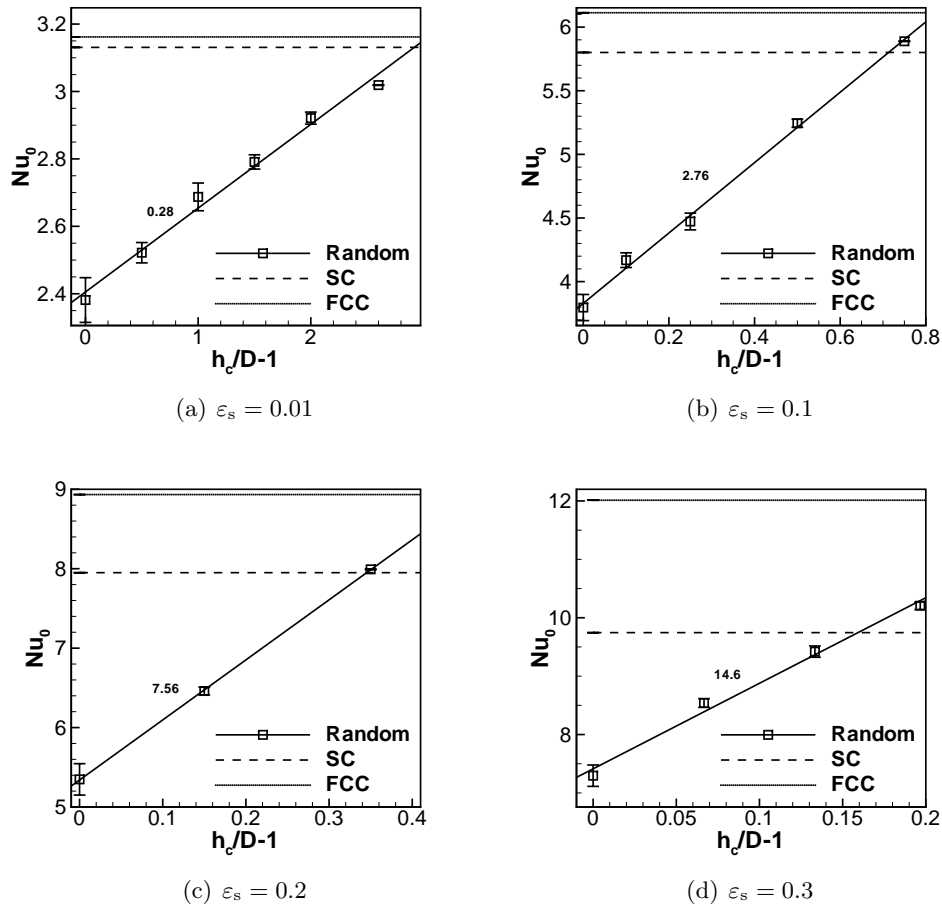 3.2
3
2.8
2.6
2.4
Nu0
0.28
Random
SC
FCC
0 1 2
hc/D-1
(a) εs = 0.01
6
5.5
5
4.5
4
Nu0
2.76
Random
SC
FCC
0 0.2 0.4 0.6 0.8
hc/D-1
(b) εs = 0.1
9
8
7
6
5
Nu0
7.56
Random
SC
FCC
0 0.1 0.2 0.3 0.4
hc/D-1
(c) εs = 0.2
12
10
8
Nu0
14.6
Random
SC
FCC
0 0.05 0.1 0.15 0.2
hc/D-1
(d) εs = 0.3